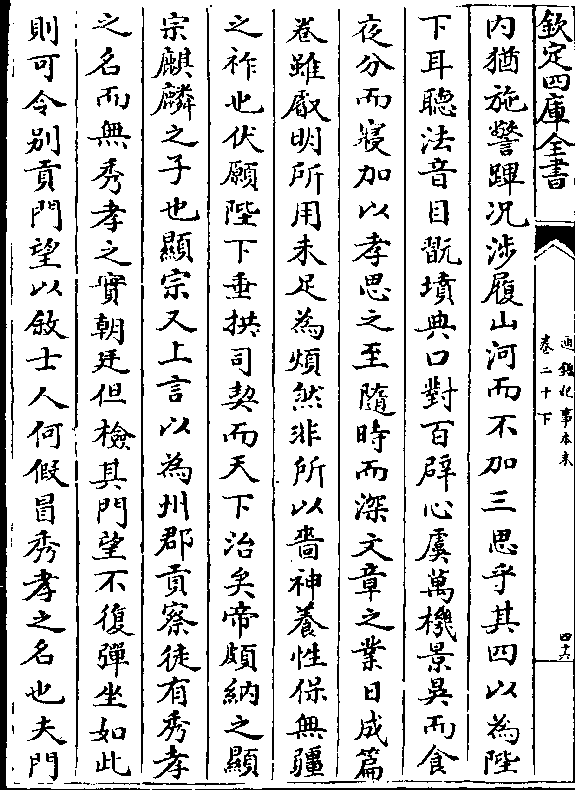 欽定四庫全書
通鑑紀事本末
卷二十下
四十六
内猶施警蹕况涉履山河而不加三思乎其四以為陛
下耳聽法音目翫墳典口對百辟心虞萬機景昃而食
夜分而寢加以孝思之至隨時而深文章之業日成篇
卷雖叡明所用未足為煩然非所以嗇神養性保無疆
之祚也伏願陛下垂拱司契而天下治矣帝頗納之顯
宗麒麟之子也顯宗又上言以為州郡貢察徒有秀孝
之名而無秀孝之實朝廷但檢其門望不復彈坐如此
則可令别貢門望以敘士人何假冒秀孝之名也夫門